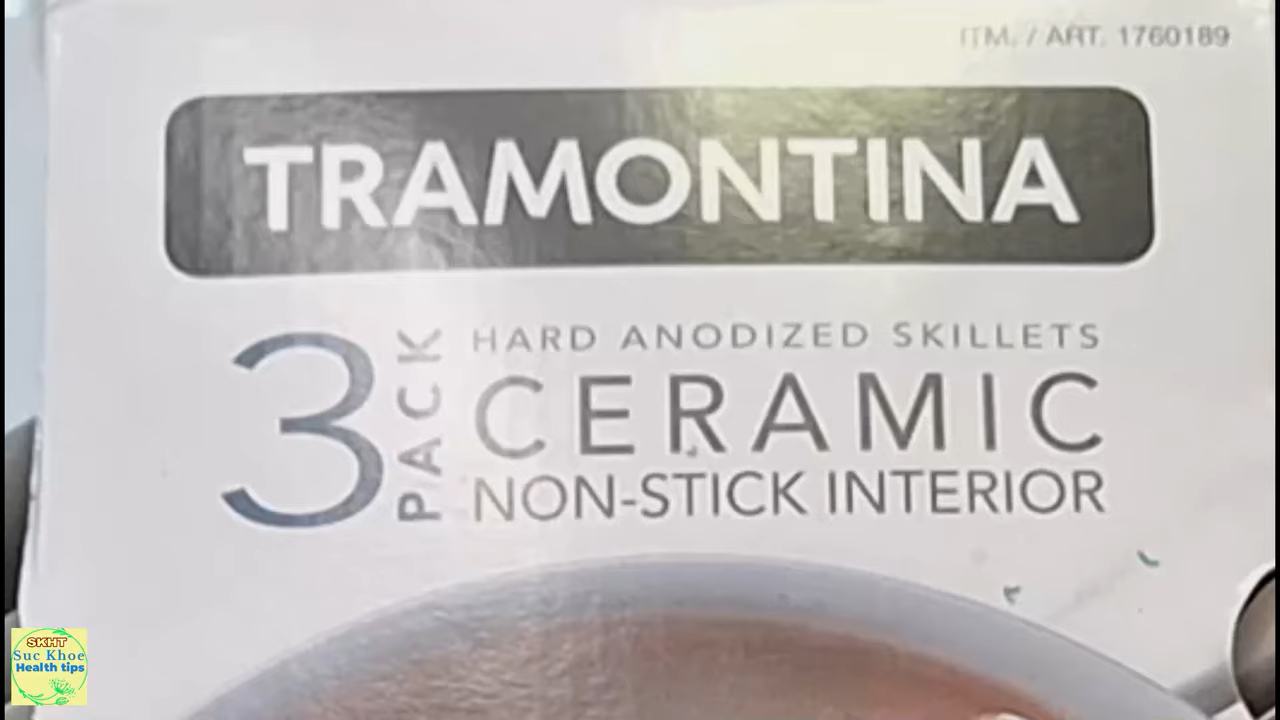 ITM. / ART. 1760189
TRAMONTINA
3 PACK
HARD ANODIZED SKILLETS
CERAMIC
NON-STICK INTERIOR
SKHT
Suc Khoe
Health tips